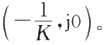 (-1/K, j0)。